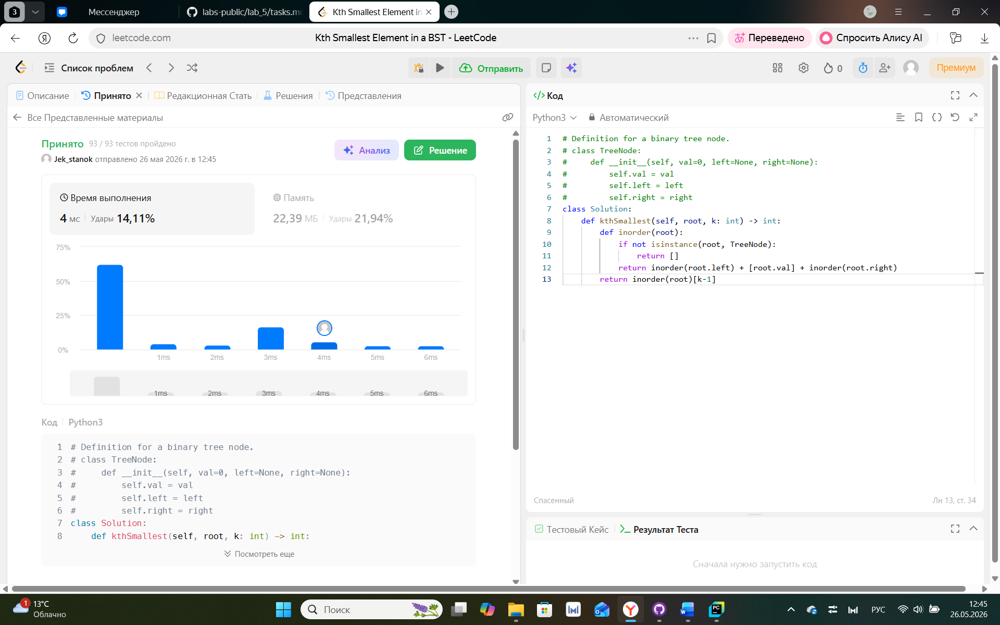 3
Мессенджер
labs-public/lab_5/tasks.mc
Kth Smallest Element in
leetcode.com
Kth Smallest Element in a BST - LeetCode
Переведено
Спросить Алису AI
Список проблем
Отправить
0
Премиум
Описание
Принято
Редакционная Стать
Решения
Представления
Все Представленные материалы
Принято 93 / 93 тестов пройдено
Jek_stanok отправлено 26 мая 2026 г. в 12:45
Анализ
Решение
Время выполнения
4 мс Удары 14,11%
Память
22,39 МБ Удары 21,94%
75%
50%
25%
0%
1ms 2ms 3ms 4ms 5ms 6ms
1ms 2ms 3ms 4ms 5ms 6ms
Код Python3
1 # Definition for a binary tree node.
2 # class TreeNode:
3 #     def __init__(self, val=0, left=None, right=None):
4 #         self.val = val
5 #         self.left = left
6 #         self.right = right
7 class Solution:
8     def kthSmallest(self, root, k: int) -> int:
Посмотреть еще
Код
Python3 Автоматический
1 # Definition for a binary tree node.
2 # class TreeNode:
3 #     def __init__(self, val=0, left=None, right=None):
4 #         self.val = val
5 #         self.left = left
6 #         self.right = right
7 class Solution:
8     def kthSmallest(self, root, k: int) -> int:
9         def inorder(root):
10             if not isinstance(root, TreeNode):
11                 return []
12             return inorder(root.left) + [root.val] + inorder(root.right)
13         return inorder(root)[k-1]
Спасенный
Лн 13, ст. 34
Тестовый Кейс
Результат Теста
Сначала нужно запустить код
1
13°C
Облачно
Поиск
РУС
12:45
26.05.2026